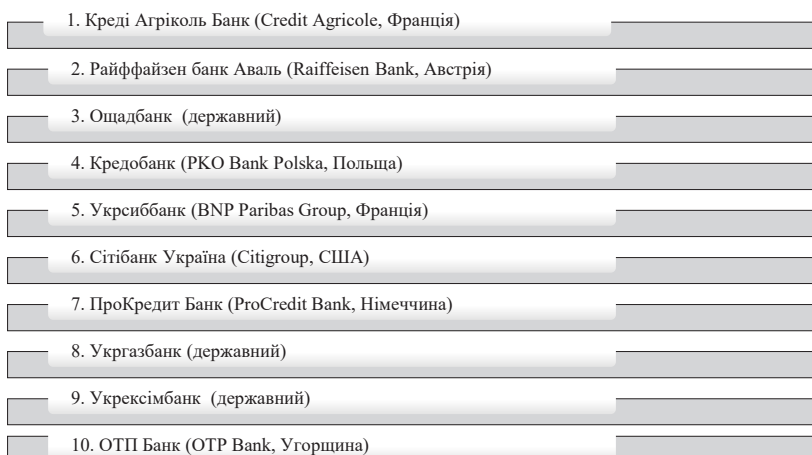 1. Креді Агріколь Банк (Credit Agricole, Франція)
2. Райффайзен банк Аваль (Raiffeisen Bank, Австрія)
3. Ощадбанк (державний)
4. Кредобанк (PKO Bank Polska, Польща)
5. Укрсиббанк (BNP Paribas Group, Франція)
6. Сітібанк Україна (Citigroup, США)
7. ПроКредит Банк (ProCredit Bank, Німеччина)
8. Укргазбанк (державний)
9. Укрексімбанк (державний)
10. ОТП Банк (OTP Bank, Угорщина)